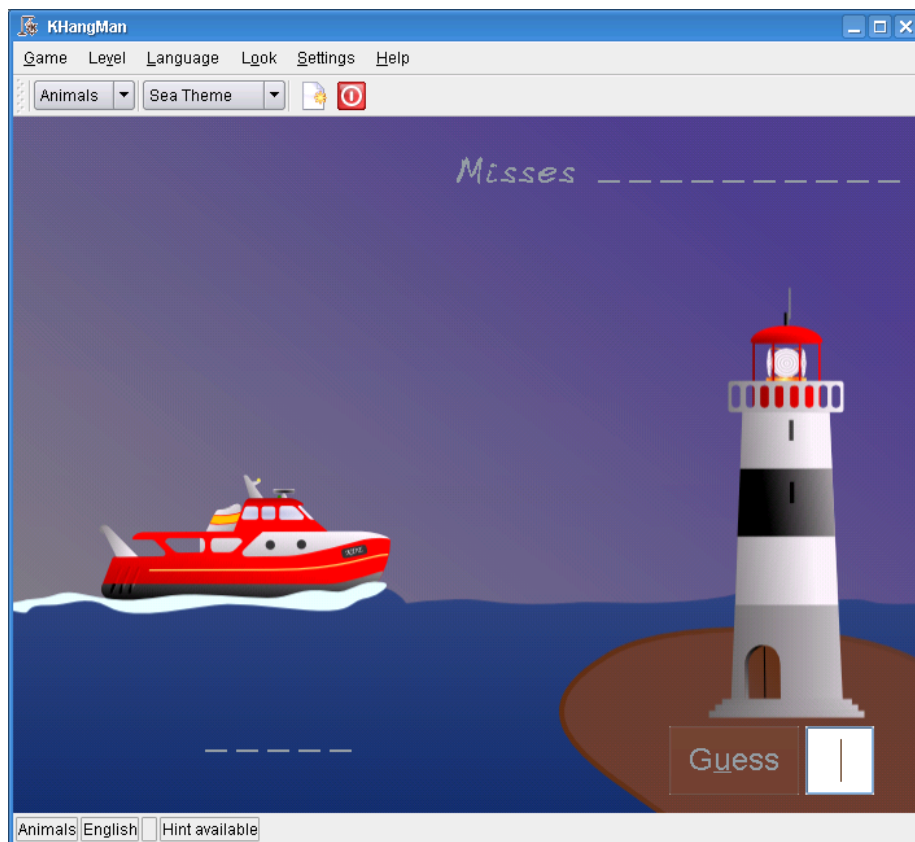 KHangMan
Game Level Language Look Settings Help
Animals Sea Theme
Misses _ _ _ _ _ _ _ _ _ _
_ _ _ _ _
Guess
Animals English Hint available